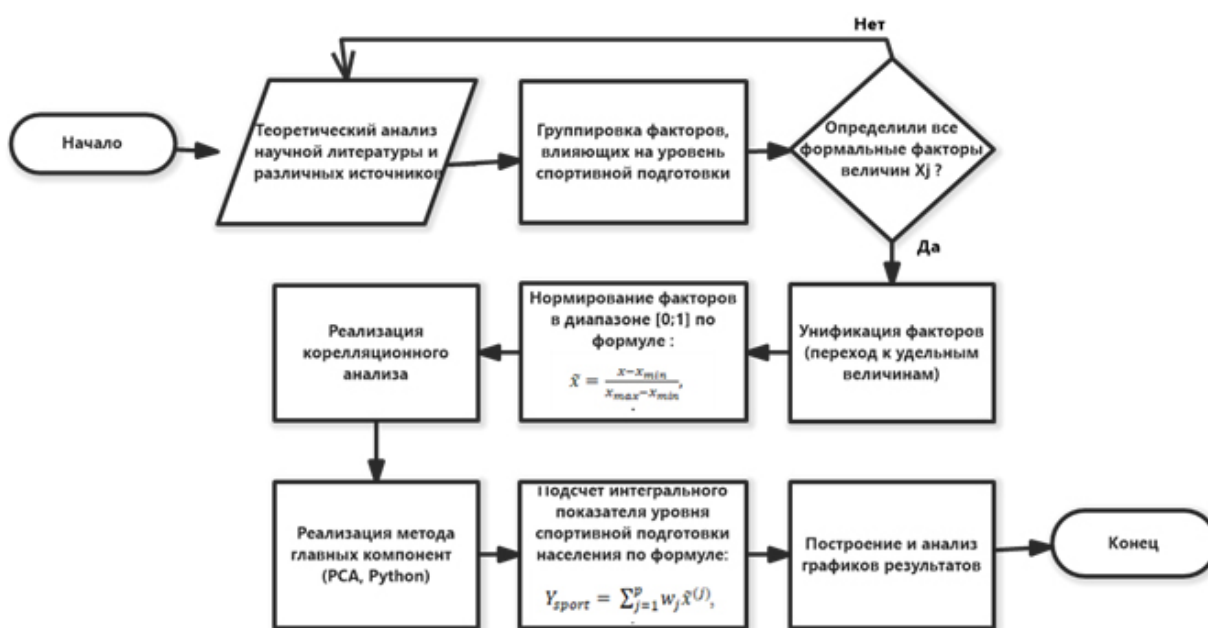 Нет
Начало
Теоретический анализ
научной литературы и
различных источников
Группировка факторов,
влияющих на уровень
спортивной подготовки
Определили все
формальные факторы
величин Xj ?
Да
Унификация факторов
(переход к удельным
величинам)
Нормирование факторов
в диапазоне [0;1] по
формуле :
x̃ = (x−x_min)/(x_max−x_min),
Реализация
корелляционного
анализа
Реализация метода
главных компонент
(PCA, Python)
Подсчет интегрального
показателя уровня
спортивной подготовки
населения по формуле:
Y_sport = ∑_{j=1}^{p} w_j x̃^(j),
Построение и анализ
графиков результатов
Конец